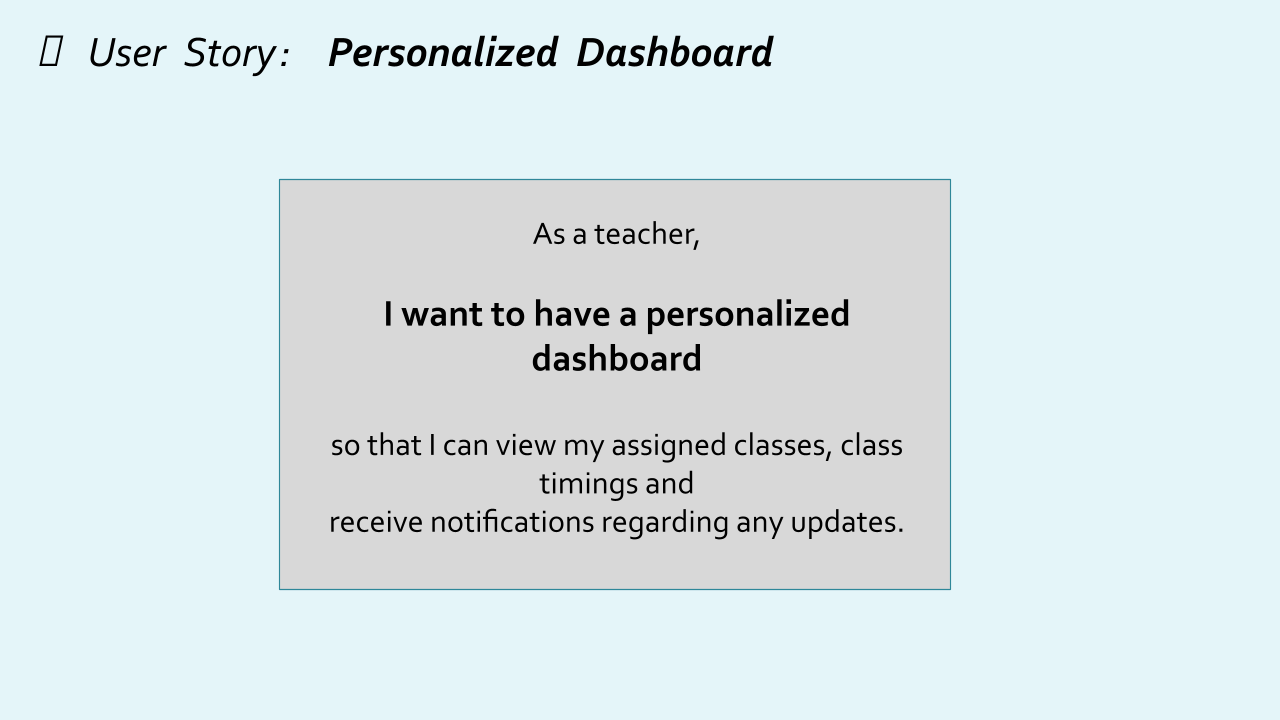 User Story: Personalized Dashboard
As a teacher,
I want to have a personalized
dashboard
so that I can view my assigned classes, class
timings and
receive notifications regarding any updates.